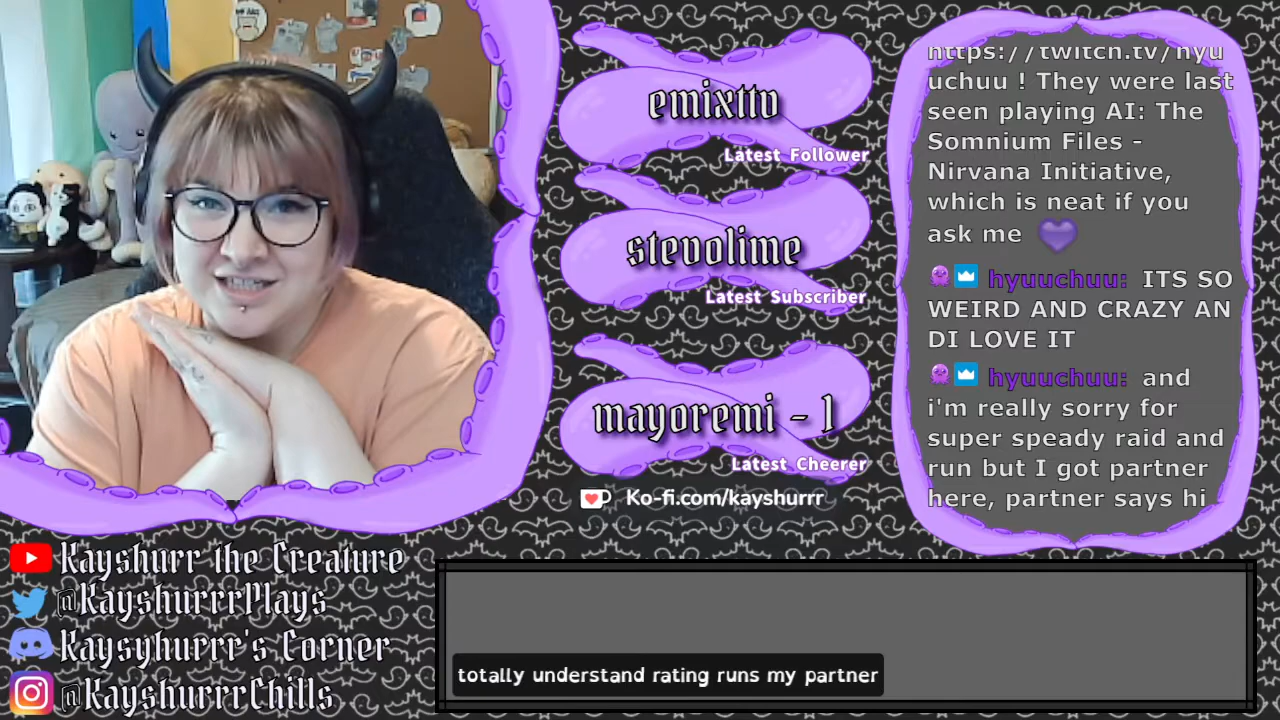 emixttv
Latest Follower
stevolime
Latest Subscriber
mayoremi - 1
Latest Cheerer
Ko-fi.com/kayshurrr
https://twitch.tv/hyu
uchuu ! They were last
seen playing AI: The
Somnium Files -
Nirvana Initiative,
which is neat if you
ask me
hyuuchuu: ITS SO
WEIRD AND CRAZY AN
DI LOVE IT
hyuuchuu: and
i'm really sorry for
super speady raid and
run but I got partner
here, partner says hi
Kayshurr the Creature
@KayshurrrPlays
Kaysyhurrr's Corner
@KayshurrrChills
totally understand rating runs my partner